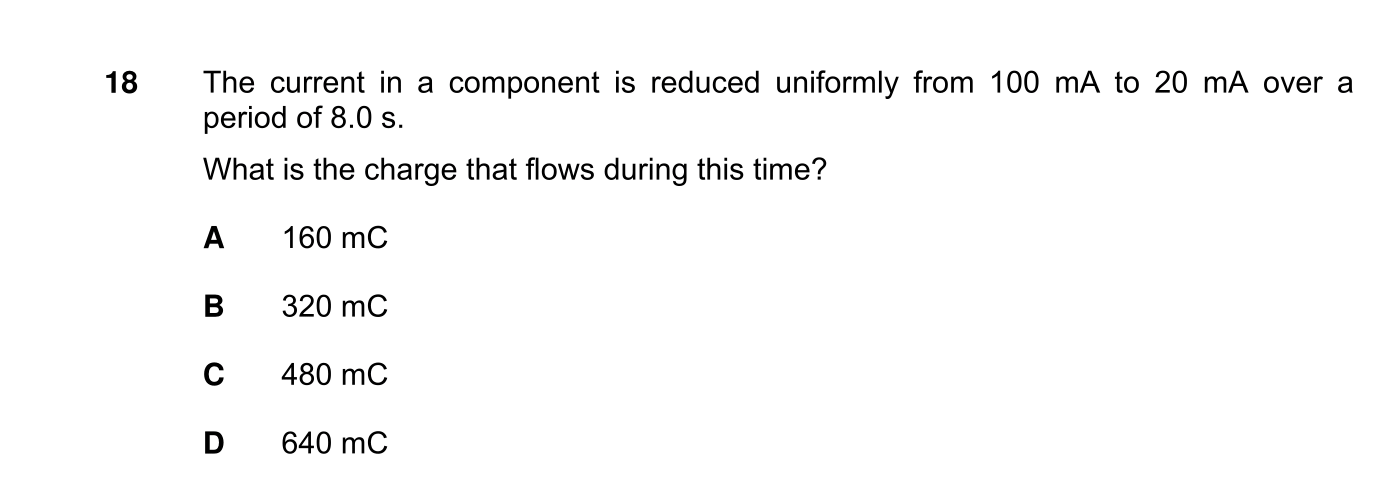 18 The current in a component is reduced uniformly from 100 mA to 20 mA over a
period of 8.0 s.
What is the charge that flows during this time?
A 160 mC
B 320 mC
C 480 mC
D 640 mC